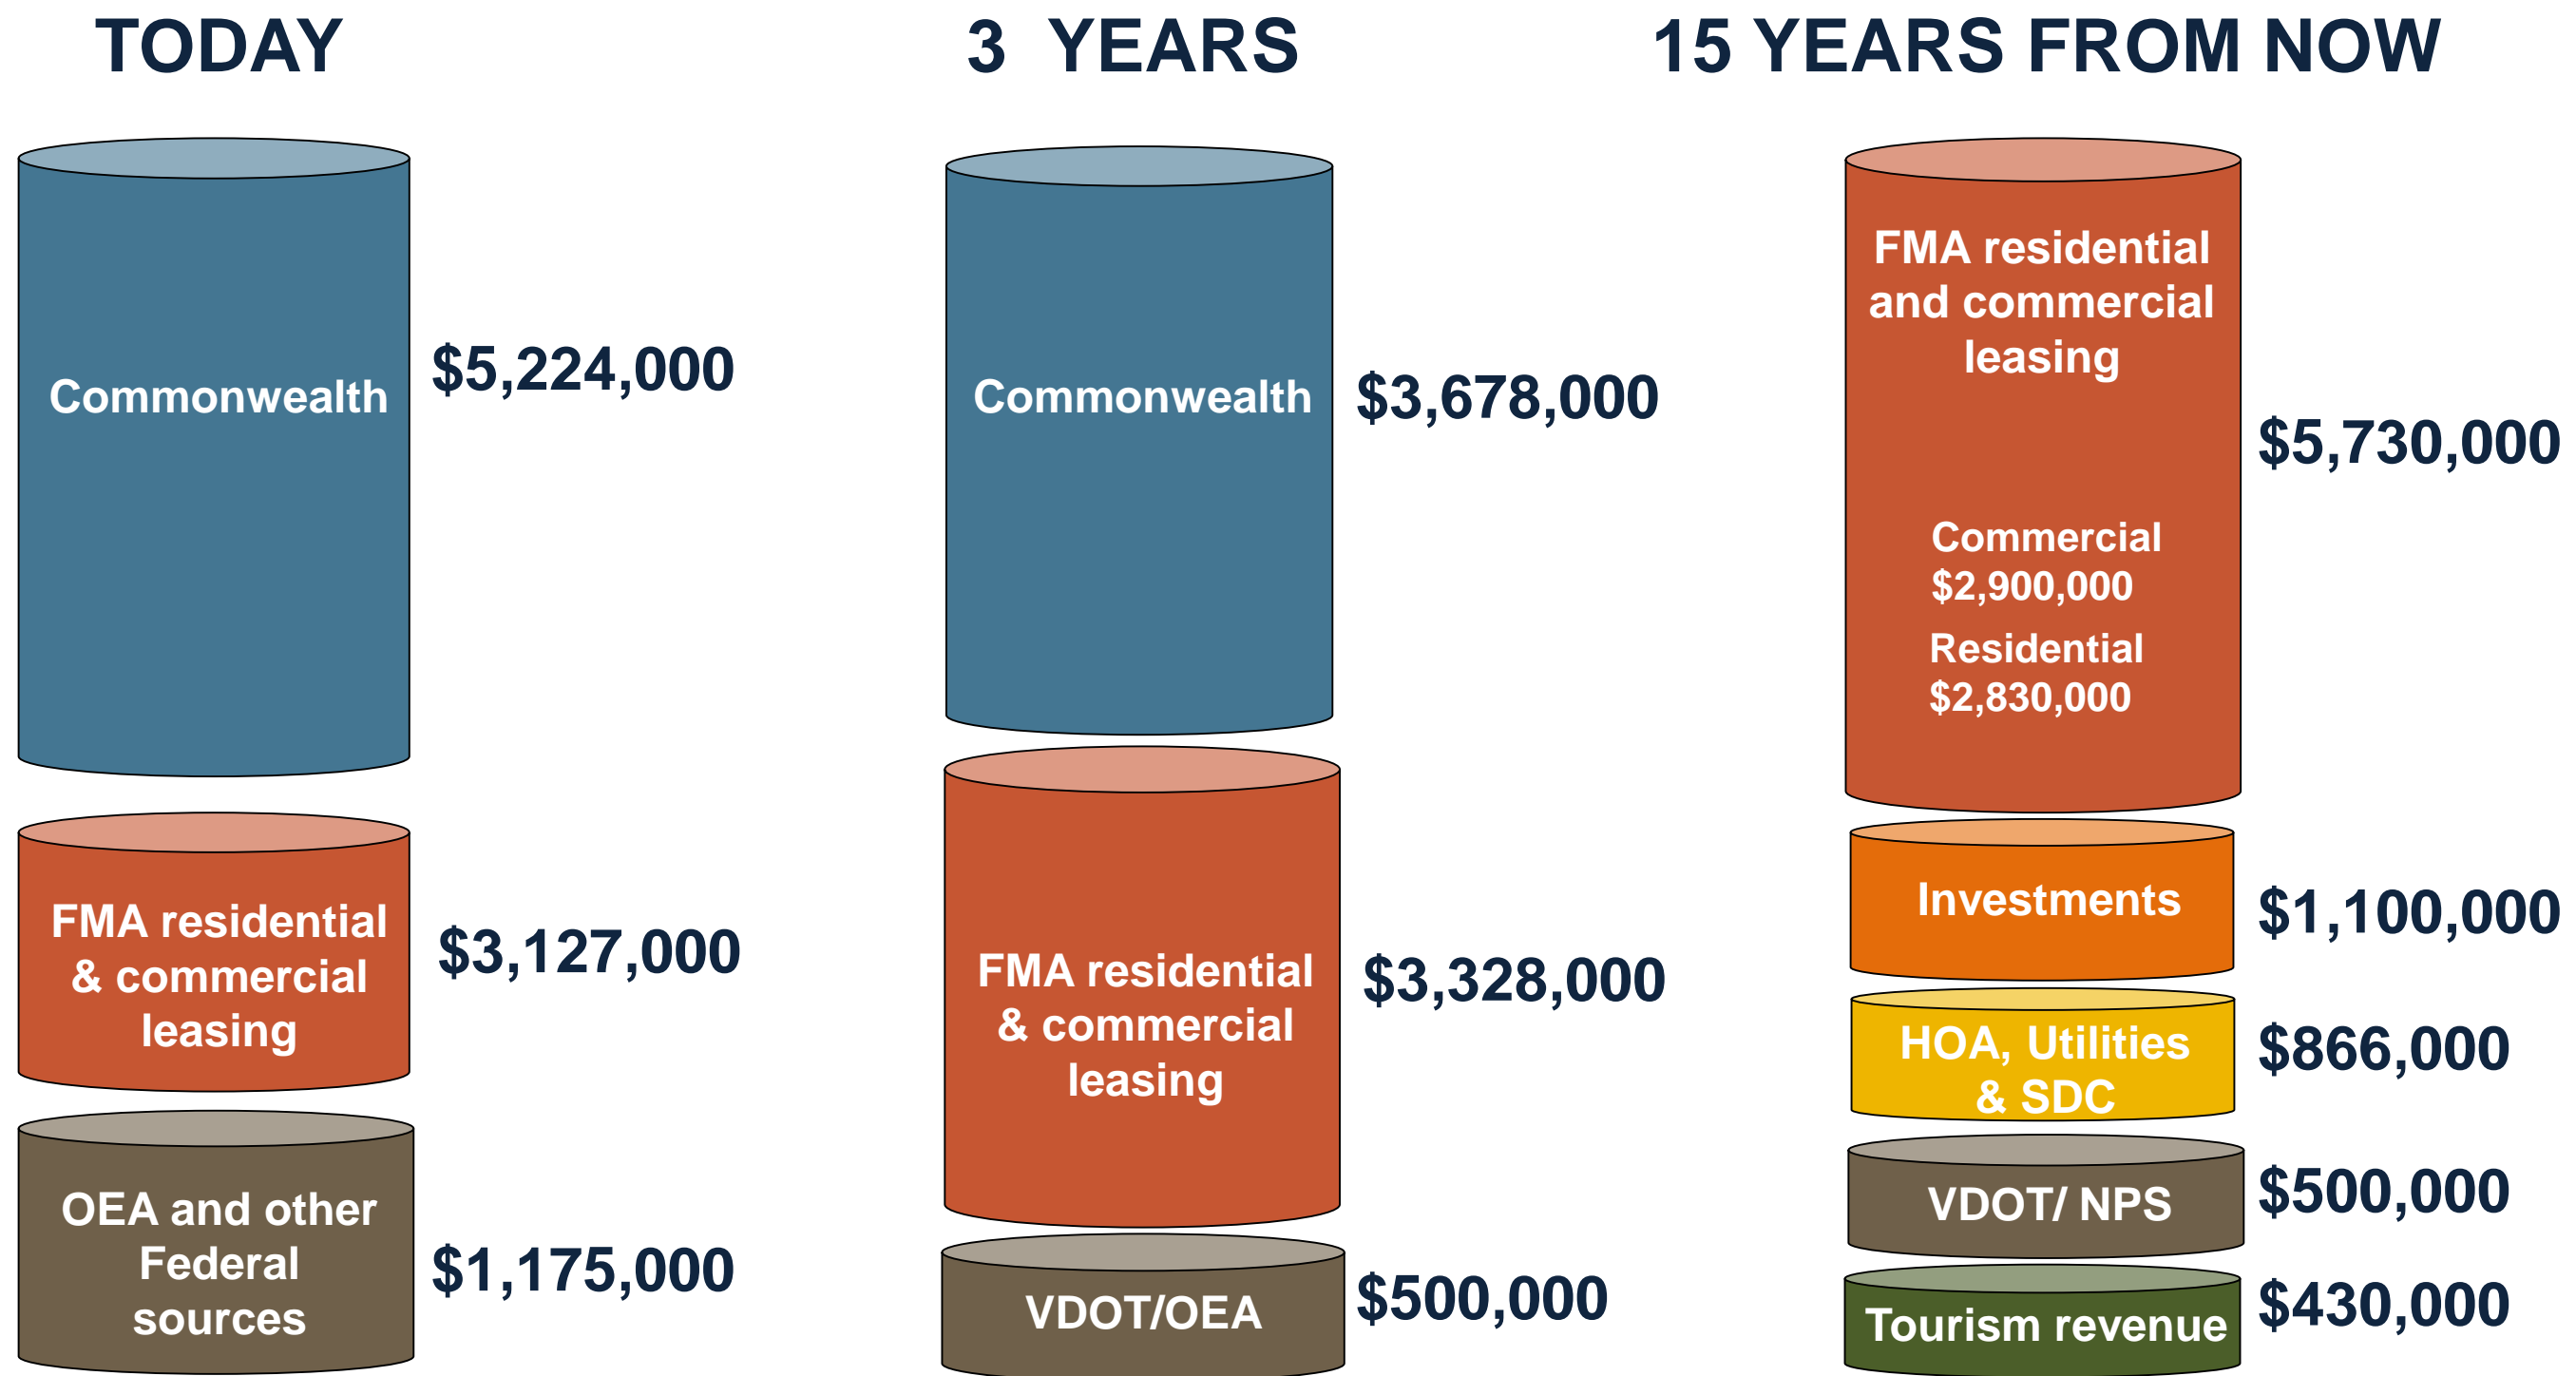 TODAY
Commonwealth
$5,224,000
FMA residential
& commercial
leasing
$3,127,000
OEA and other
Federal
sources
$1,175,000
3 YEARS
Commonwealth
$3,678,000
FMA residential
& commercial
leasing
$3,328,000
VDOT/OEA
$500,000
15 YEARS FROM NOW
FMA residential
and commercial
leasing
$5,730,000
Commercial
$2,900,000
Residential
$2,830,000
Investments
$1,100,000
HOA, Utilities
& SDC
$866,000
VDOT/ NPS
$500,000
Tourism revenue
$430,000